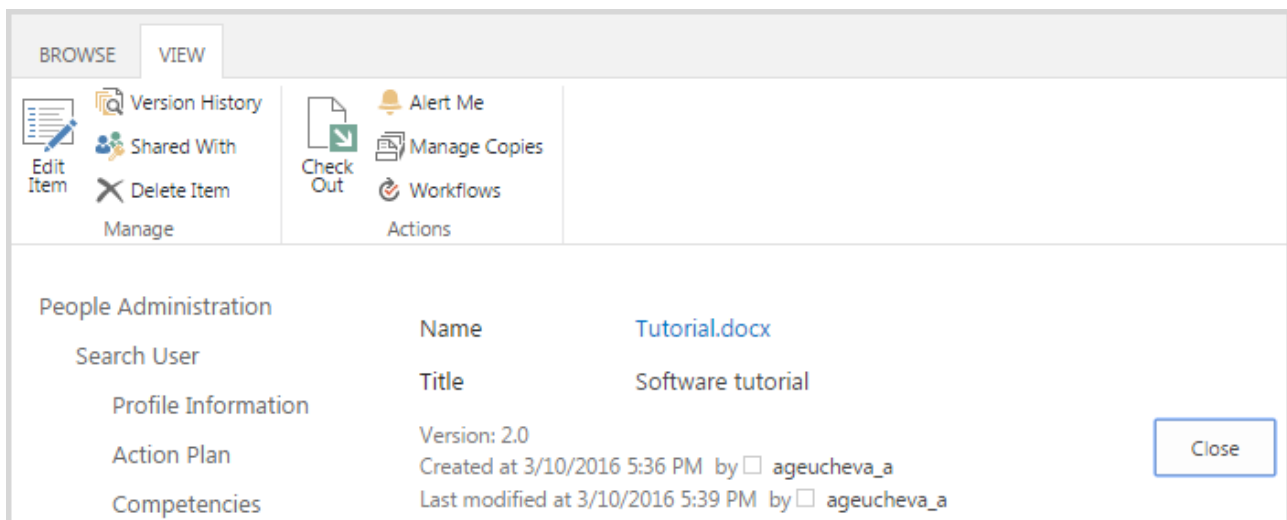 BROWSE VIEW
Version History
Shared With
Delete Item
Edit
Item
Manage
Check
Out
Alert Me
Manage Copies
Workflows
Actions
People Administration
Search User
Profile Information
Action Plan
Competencies
Name Tutorial.docx
Title Software tutorial
Version: 2.0
Created at 3/10/2016 5:36 PM by ageucheva_a
Last modified at 3/10/2016 5:39 PM by ageucheva_a
Close